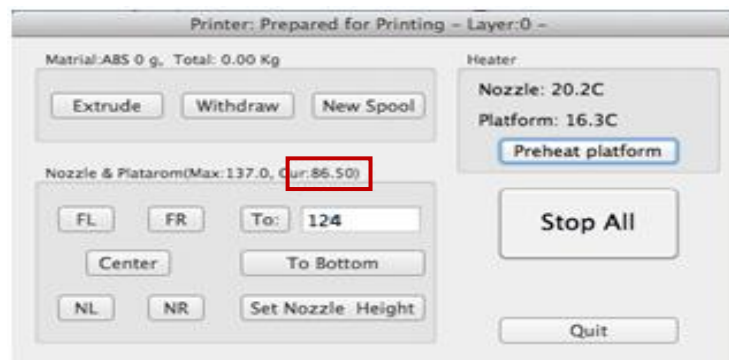 Printer: Prepared for Printing – Layer:0 –
Matrial:ABS 0 g, Total: 0.00 Kg
Extrude Withdraw New Spool
Heater
Nozzle: 20.2C
Platform: 16.3C
Preheat platform
Nozzle & Platarom(Max:137.0, Cur:86.50)
FL FR To: 124
Center To Bottom
NL NR Set Nozzle Height
Stop All
Quit